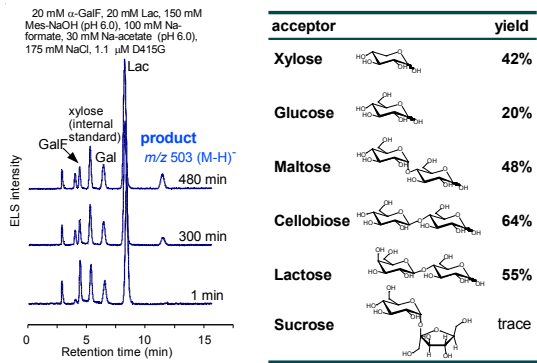 20 mM α-GalF, 20 mM Lac, 150 mM
Mes-NaOH (pH 6.0), 100 mM Na-
formate, 30 mM Na-acetate (pH 6.0),
175 mM NaCl, 1.1 µM D415G
Lac
xylose
(internal
standard)
GalF
Gal
product
m/z 503 (M-H)⁻
480 min
300 min
1 min
ELS intensity
0 5 10 15
Retention time (min)
acceptor yield
Xylose 42%
Glucose 20%
Maltose 48%
Cellobiose 64%
Lactose 55%
Sucrose trace